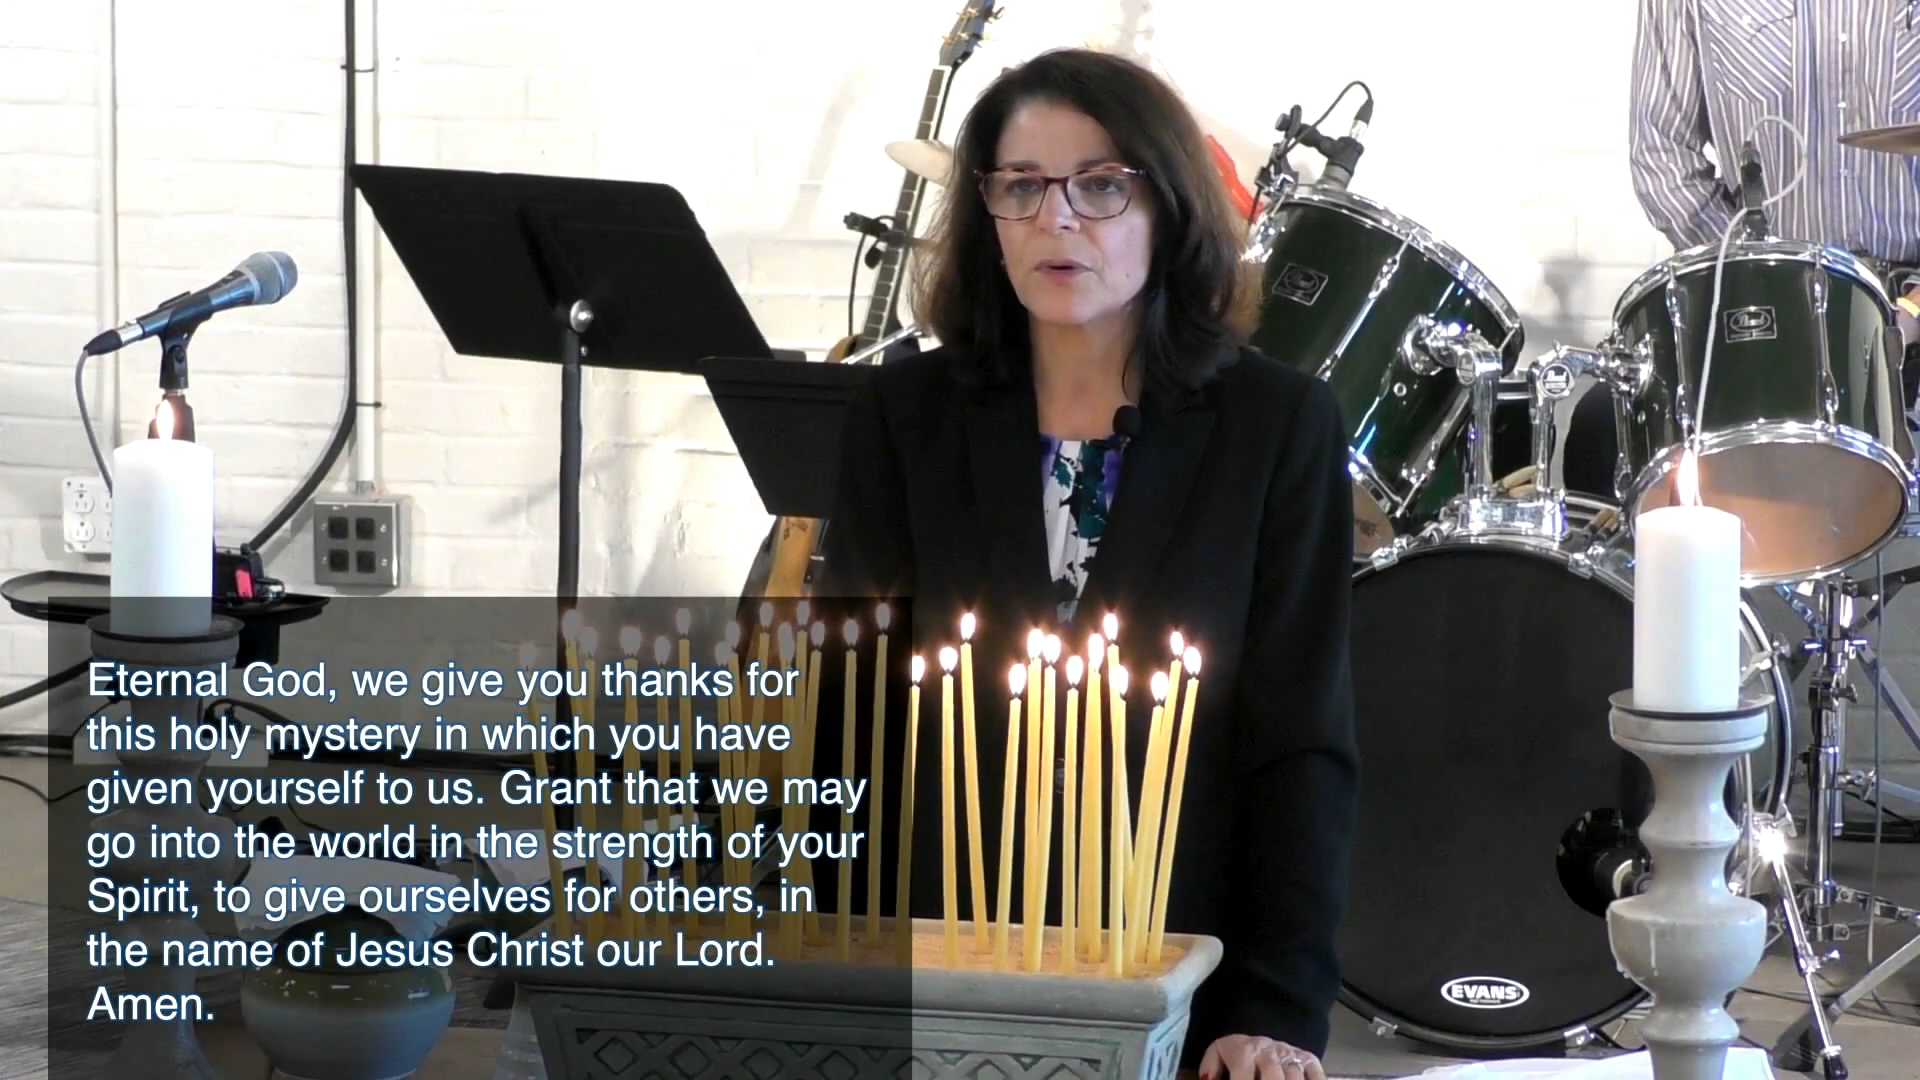 Eternal God, we give you thanks for
this holy mystery in which you have
given yourself to us. Grant that we may
go into the world in the strength of your
Spirit, to give ourselves for others, in
the name of Jesus Christ our Lord.
Amen.
Pearl
EVANS